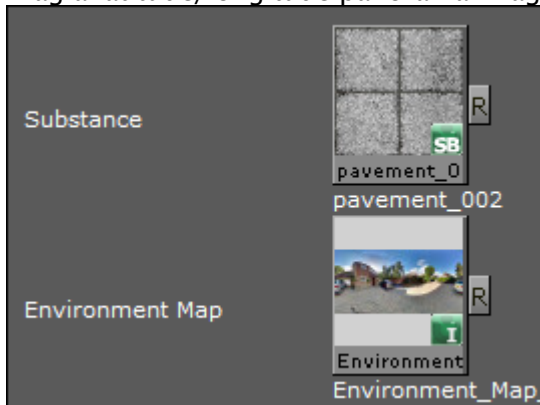 Substance
R
SB
pavement_0
pavement_002
Environment Map
R
I
Environment
Environment_Map_